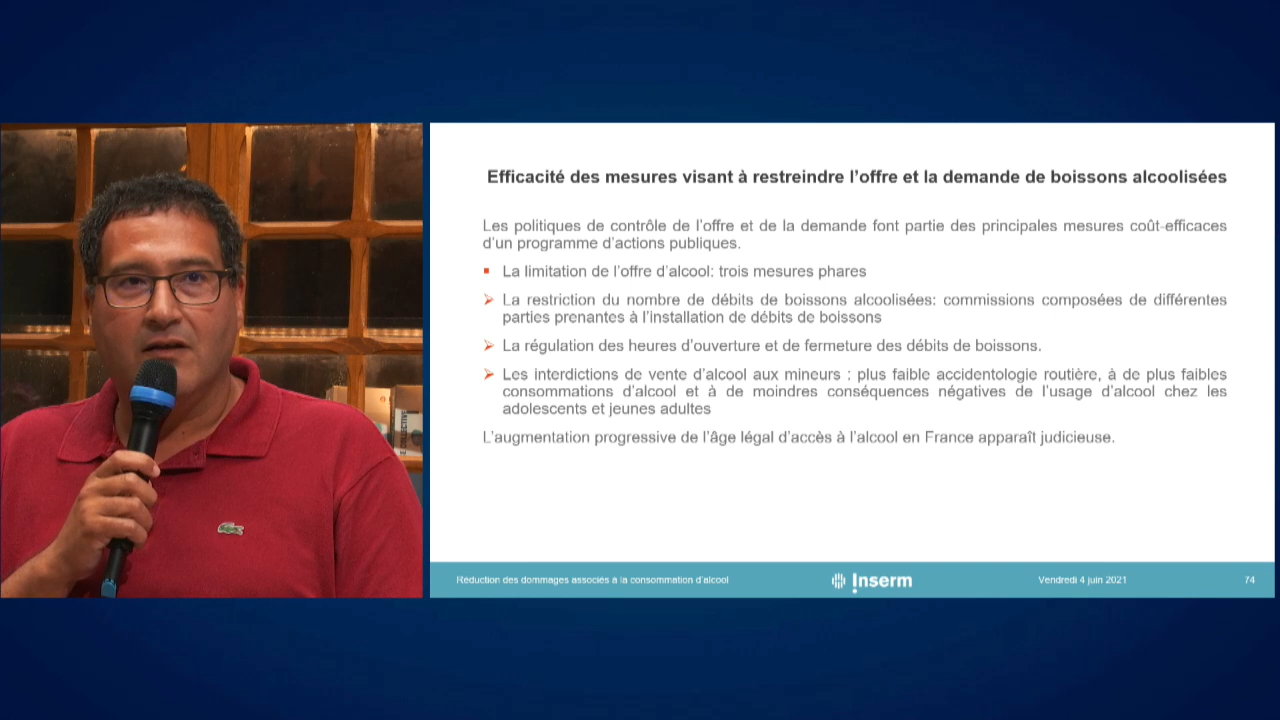 Efficacité des mesures visant à restreindre l'offre et la demande de boissons alcoolisées
Les politiques de contrôle de l'offre et de la demande font partie des principales mesures coût-efficaces
d'un programme d'actions publiques.
La limitation de l'offre d'alcool: trois mesures phares
La restriction du nombre de débits de boissons alcoolisées: commissions composées de différentes
parties prenantes à l'installation de débits de boissons
La régulation des heures d'ouverture et de fermeture des débits de boissons.
Les interdictions de vente d'alcool aux mineurs : plus faible accidentologie routière, à de plus faibles
consommations d'alcool et à de moindres conséquences négatives de l'usage d'alcool chez les
adolescents et jeunes adultes
L'augmentation progressive de l'âge légal d'accès à l'alcool en France apparaît judicieuse.
Réduction des dommages associés à la consommation d'alcool
Inserm
Vendredi 4 juin 2021
74